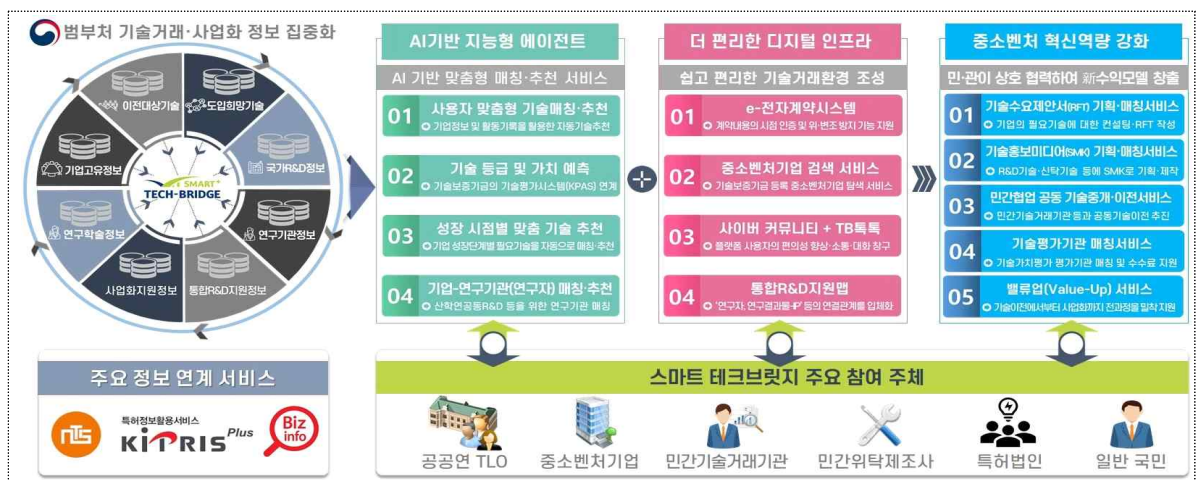 범부처 기술거래·사업화 정보 집중화
이전대상기술
도입희망기술
기업고유정보
국가R&D정보
SMART
TECH-BRIDGE
연구학술정보
연구기관정보
사업화지원정보
통합R&D지원정보
AI기반 지능형 에이전트
AI 기반 맞춤형 매칭·추천 서비스
01 사용자 맞춤형 기술매칭·추천
기업정보 및 활동기록을 활용한 자동기술추천
02 기술 등급 및 가치 예측
기술보증기금의 기술평가시스템(KPAS) 연계
03 성장 시점별 맞춤 기술 추천
기업 성장단계별 필요기술을 자동으로 매칭·추천
04 기업-연구기관(연구자) 매칭·추천
산학연공동R&D 등을 위한 연구기관 매칭
더 편리한 디지털 인프라
쉽고 편리한 기술거래환경 조성
01 e-전자계약시스템
계약내용의 시점 인증 및 위·변조 방지 기능 지원
02 중소벤처기업 검색 서비스
기술보증기금 등록 중소벤처기업 탐색 서비스
03 사이버 커뮤니티 + TB톡톡
플랫폼 사용자의 편의성 향상·소통·대화 창구
04 통합R&D지원맵
'연구자, 연구결과물-IP' 등의 연결관계를 입체화
중소벤처 혁신역량 강화
민·관이 상호 협력하여 新수익모델 창출
01 기술수요제안서(RFT) 기획·매칭서비스
기업의 필요기술에 대한 컨설팅·RFT 작성
02 기술홍보미디어(SMK) 기획·매칭서비스
R&D기술·신탁기술 등에 SMK로 기획·제작
03 민간협업 공동 기술중개·이전서비스
민간기술거래기관 등과 공동기술이전 추진
04 기술평가기관 매칭서비스
기술가치평가 평가기관 매칭 및 수수료 지원
05 밸류업(Value-Up) 서비스
기술이전에서부터 사업화까지 전과정을 밀착 지원
주요 정보 연계 서비스
NTS
특허정보활용서비스
KIPRIS Plus
Biz
info
스마트 테크브릿지 주요 참여 주체
공공연 TLO
중소벤처기업
민간기술거래기관
민간위탁제조사
특허법인
일반 국민